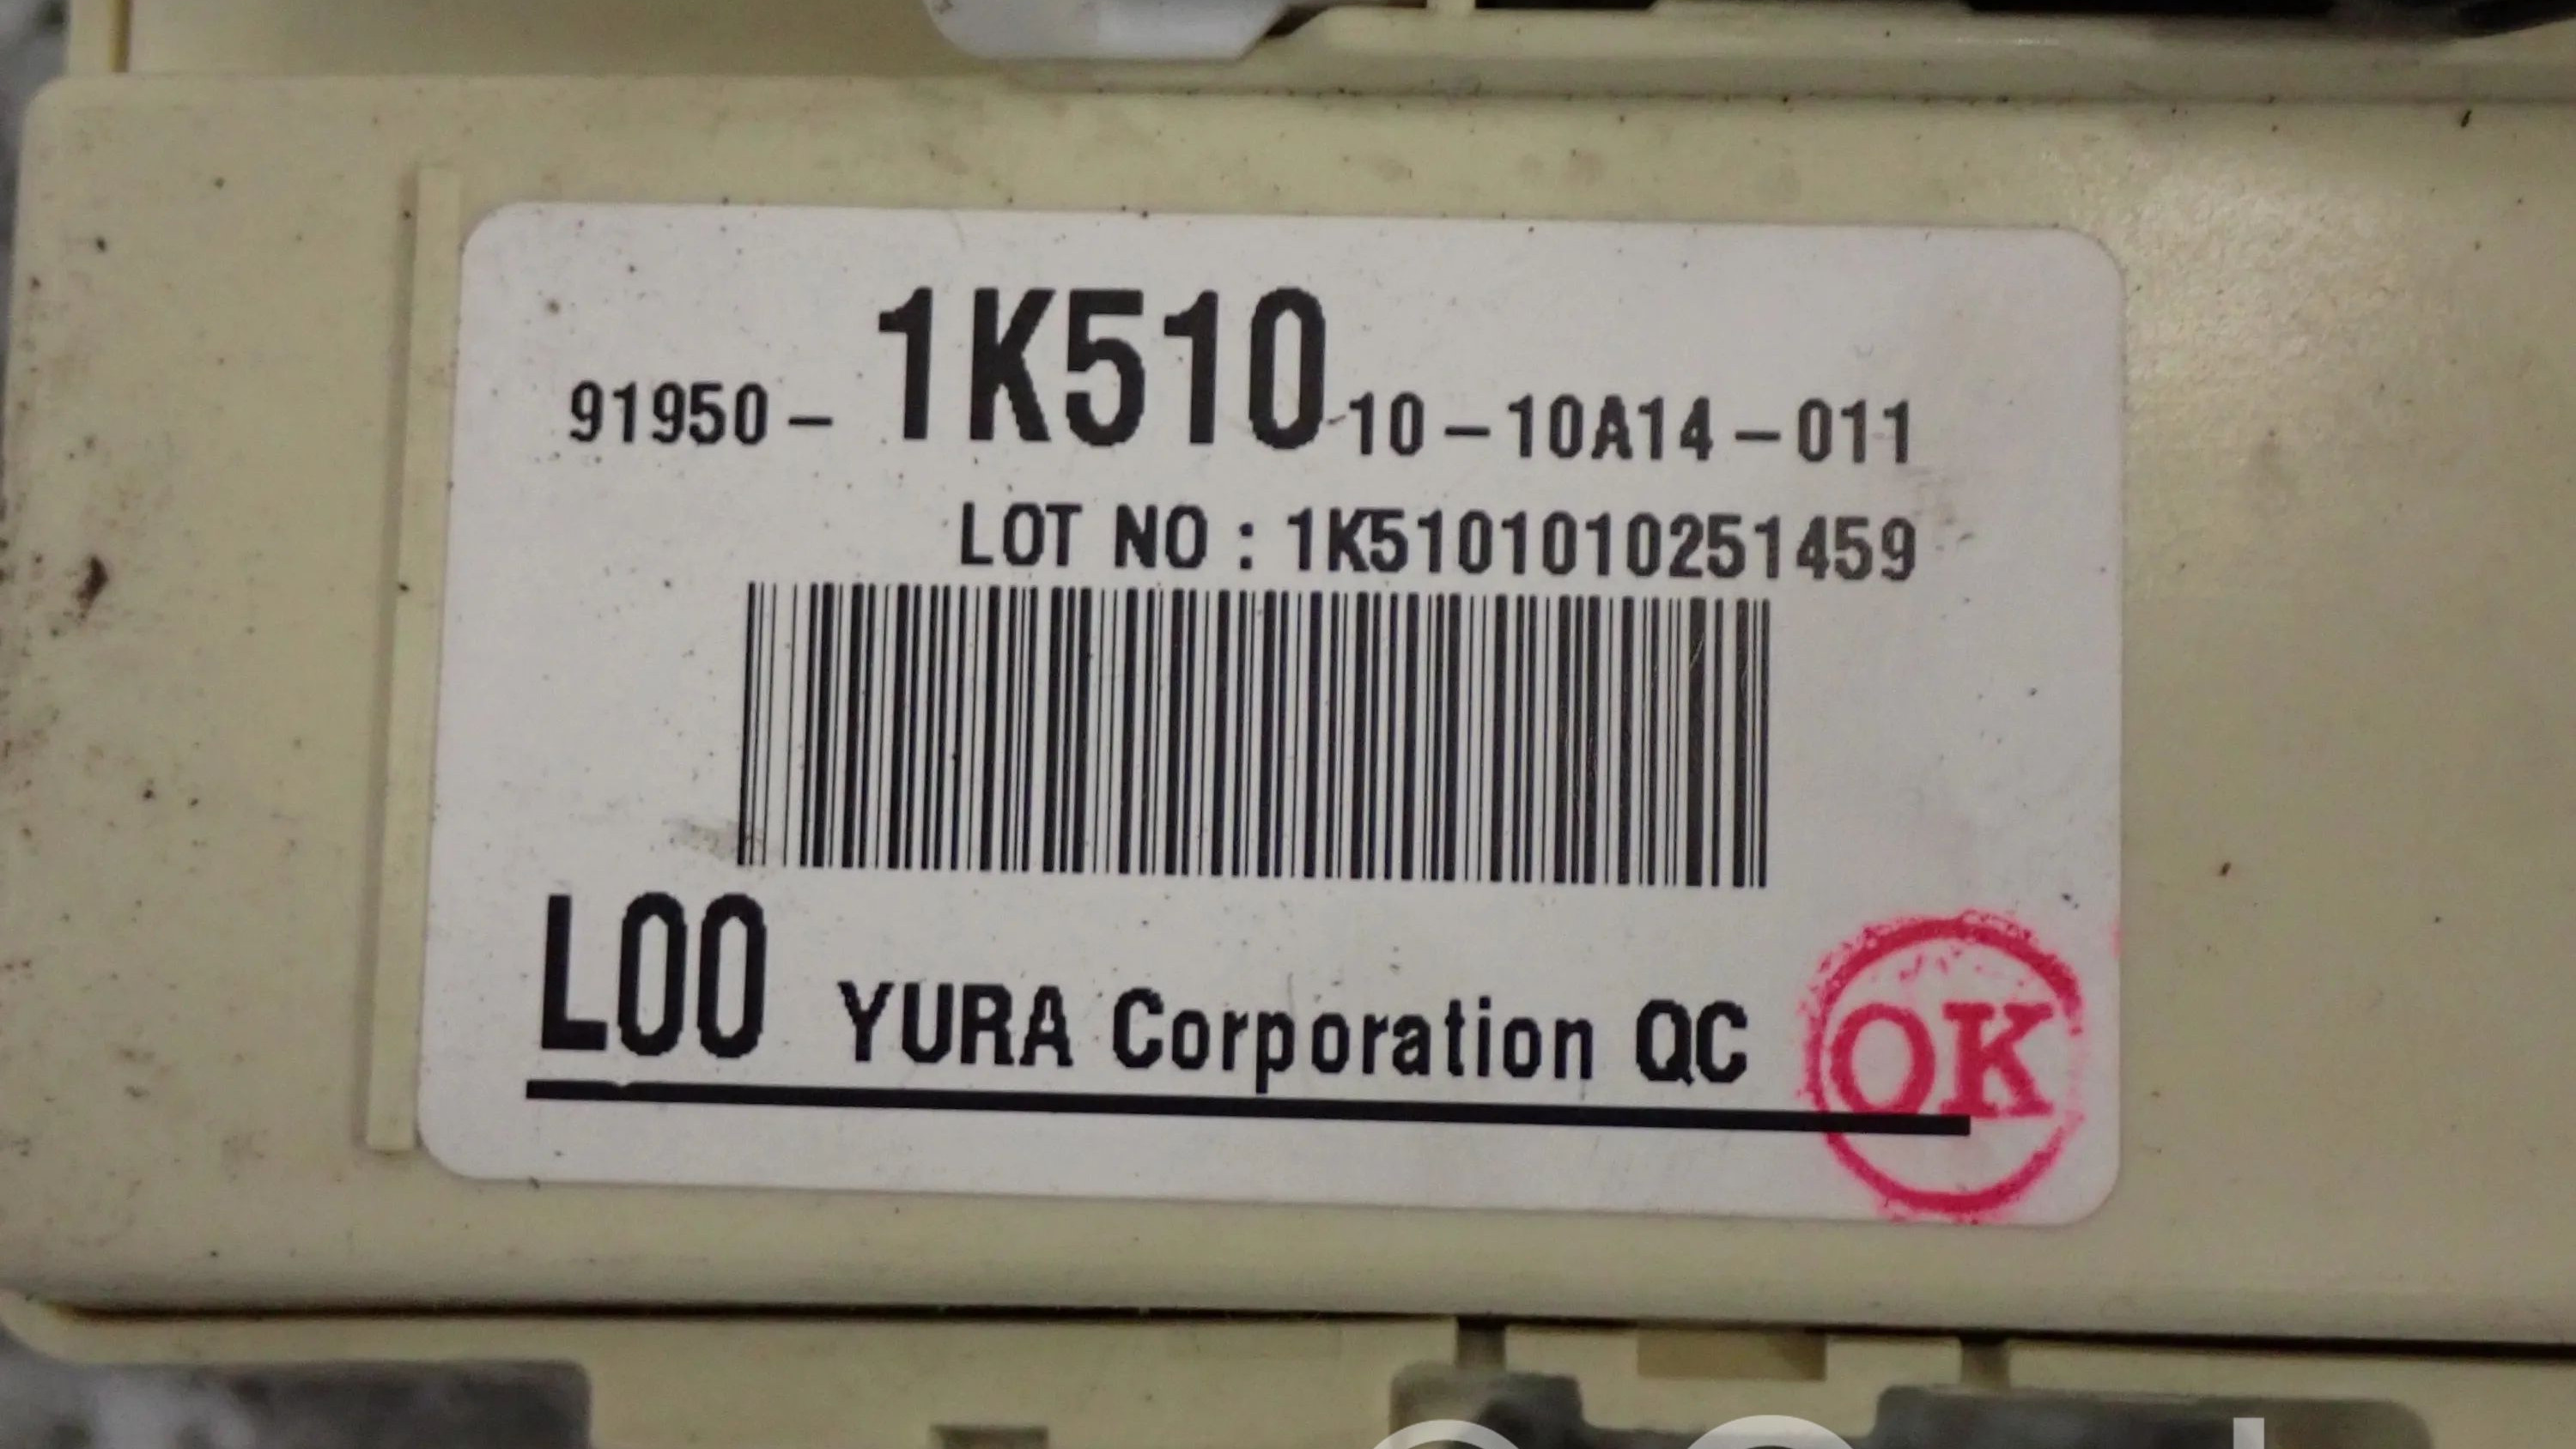 91950-1K510 10-10A14-011
LOT NO : 1K5101010251459
L00 YURA Corporation QC OK